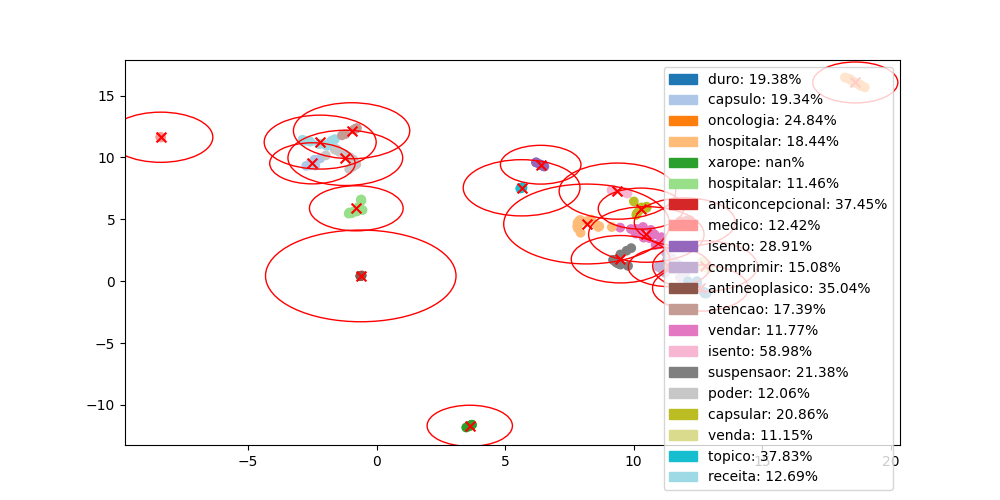 15
10
5
0
−5
−10
−5
0
5
10
15
20
duro: 19.38%
capsulo: 19.34%
oncologia: 24.84%
hospitalar: 18.44%
xarope: nan%
hospitalar: 11.46%
anticoncepcional: 37.45%
medico: 12.42%
isento: 28.91%
comprimir: 15.08%
antineoplasico: 35.04%
atencao: 17.39%
vendar: 11.77%
isento: 58.98%
suspensaor: 21.38%
poder: 12.06%
capsular: 20.86%
venda: 11.15%
topico: 37.83%
receita: 12.69%